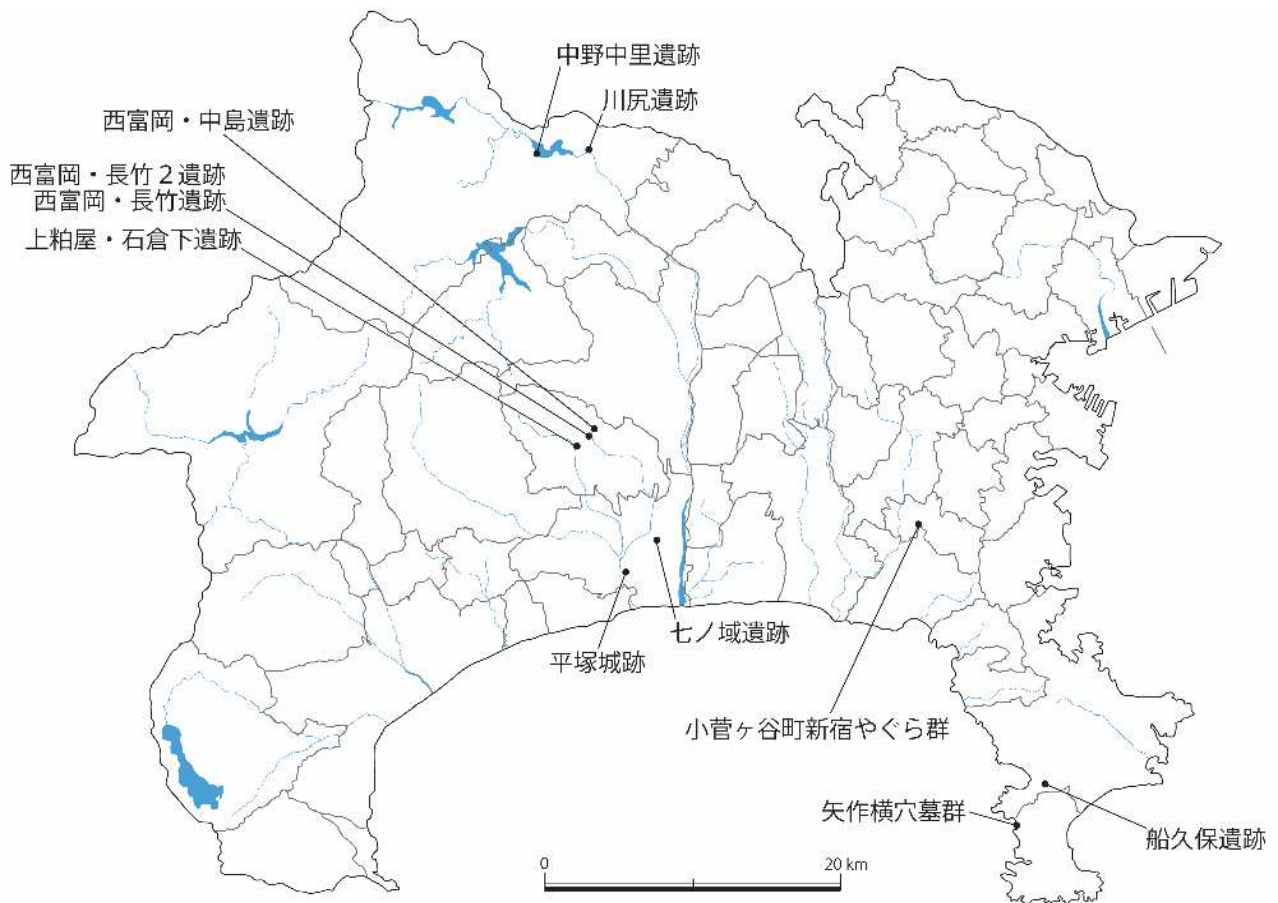 中野中里遺跡
川尻遺跡
西富岡・中島遺跡
西富岡・長竹２遺跡
西富岡・長竹遺跡
上粕屋・石倉下遺跡
七ノ域遺跡
平塚城跡
小菅ヶ谷町新宿やぐら群
矢作横穴墓群
船久保遺跡
0 20 km